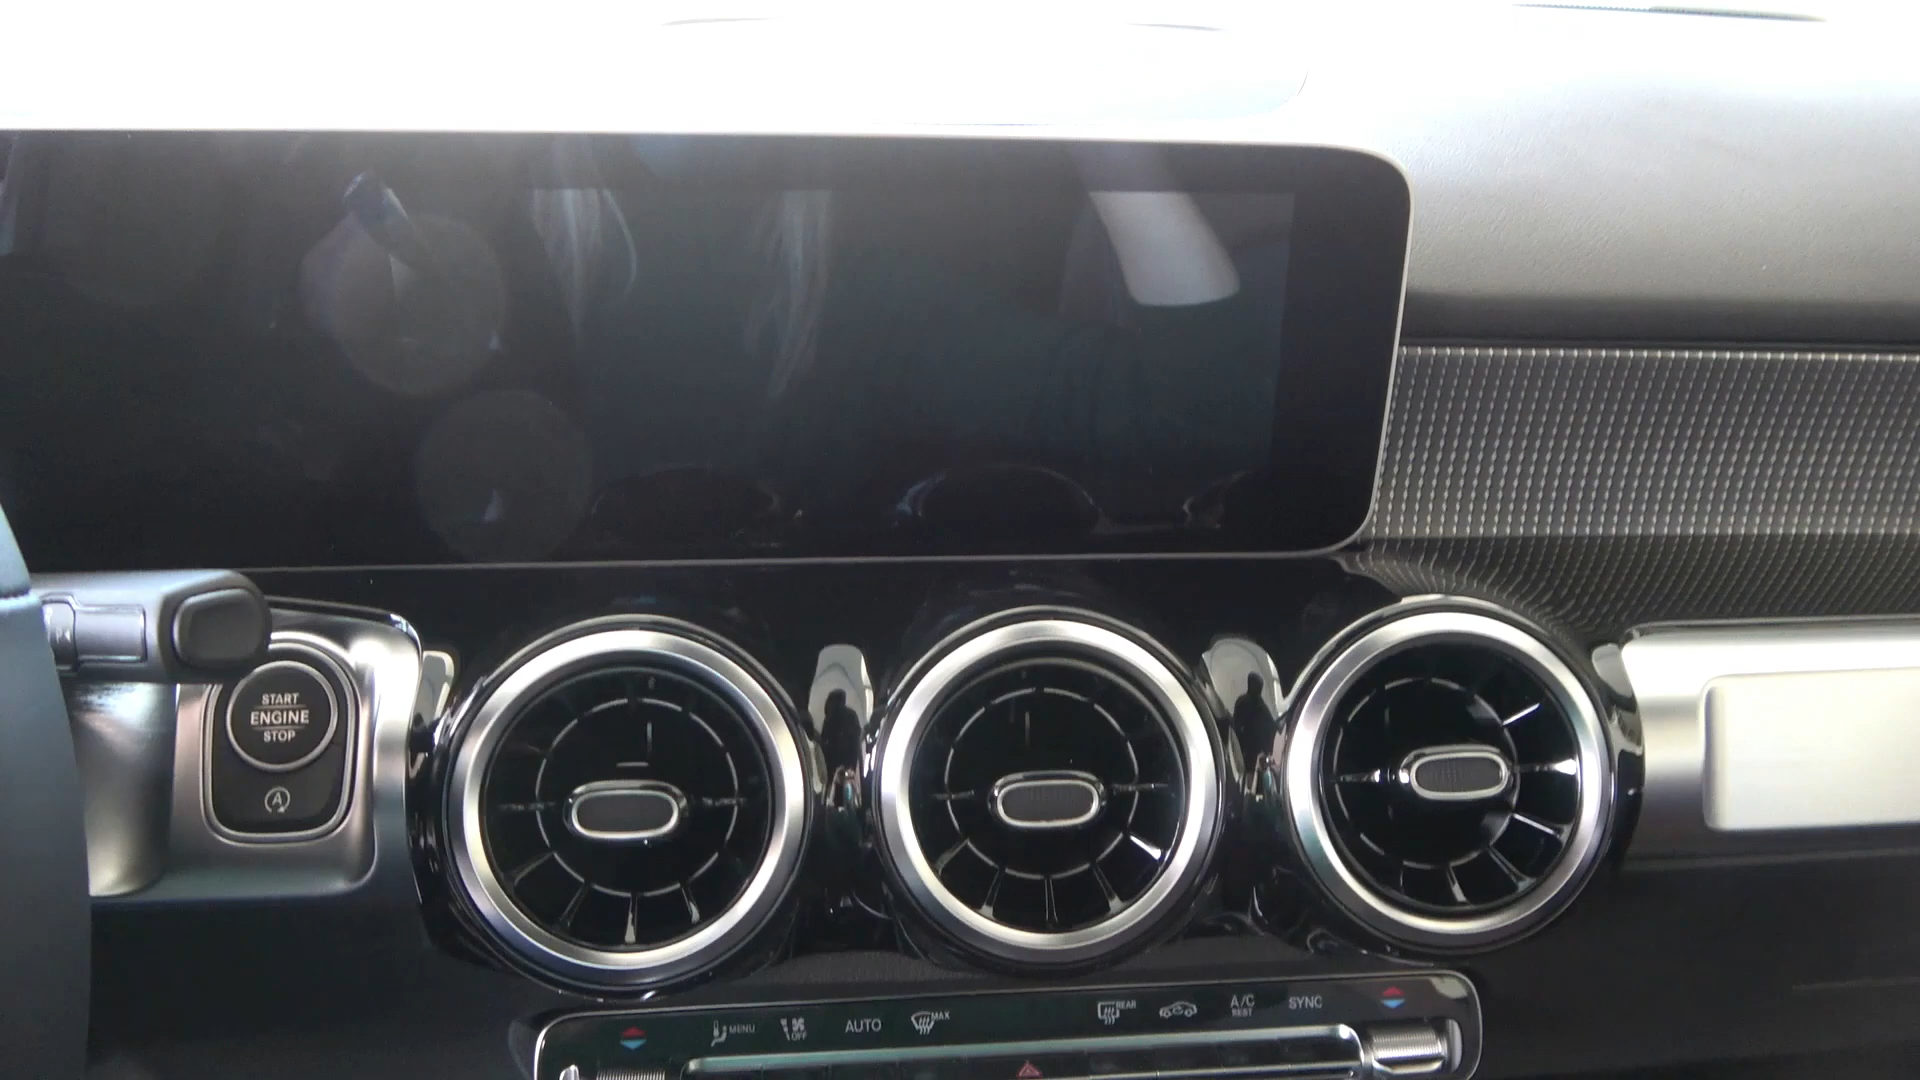 START
ENGINE
STOP
A
P
MENU
OFF
AUTO
MAX
REAR
A/C
REST
SYNC